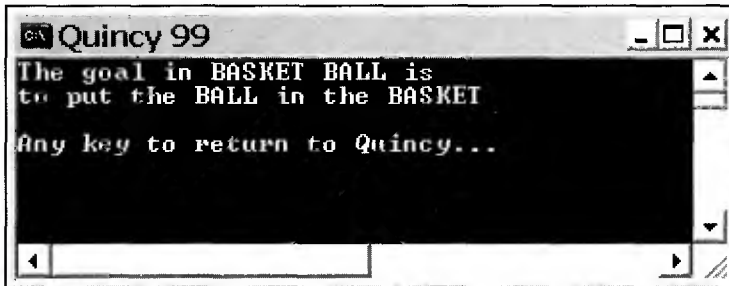 Quincy 99
The goal in BASKET BALL is
to put the BALL in the BASKET
Any key to return to Quincy...